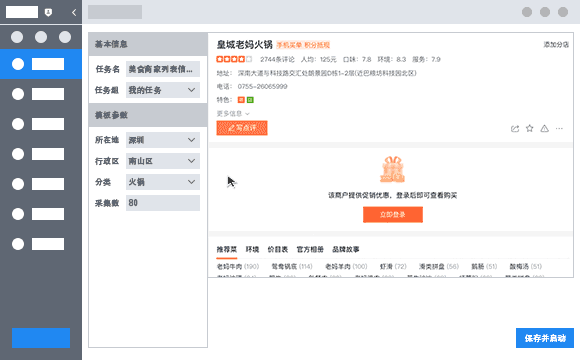 基本信息
任务名 美食商家列表信...
任务组 我的任务
模板参数
所在地 深圳
行政区 南山区
分类 火锅
采集数 80
皇城老妈火锅 手机买单 积分抵现
添加分店
2744条评论 人均：125元 口味：7.8 环境：8.3 服务：7.9
地址： 深南大道与科技路交汇处朗景园D栋1-2层(近巴棉坊科技园北区)
电话： 0755-26065999
特色：
更多信息
写点评
该商户提供促销优惠，登录后即可查看购买
立即登录
推荐菜 环境 价目表 官方相册 品牌故事
老妈牛肉 (190) 鸳鸯锅底 (114) 老妈羊肉 (100) 虾滑 (72) 滑类拼盘 (56) 鹅肠 (51) 酸梅汤 (51)
保存并启动